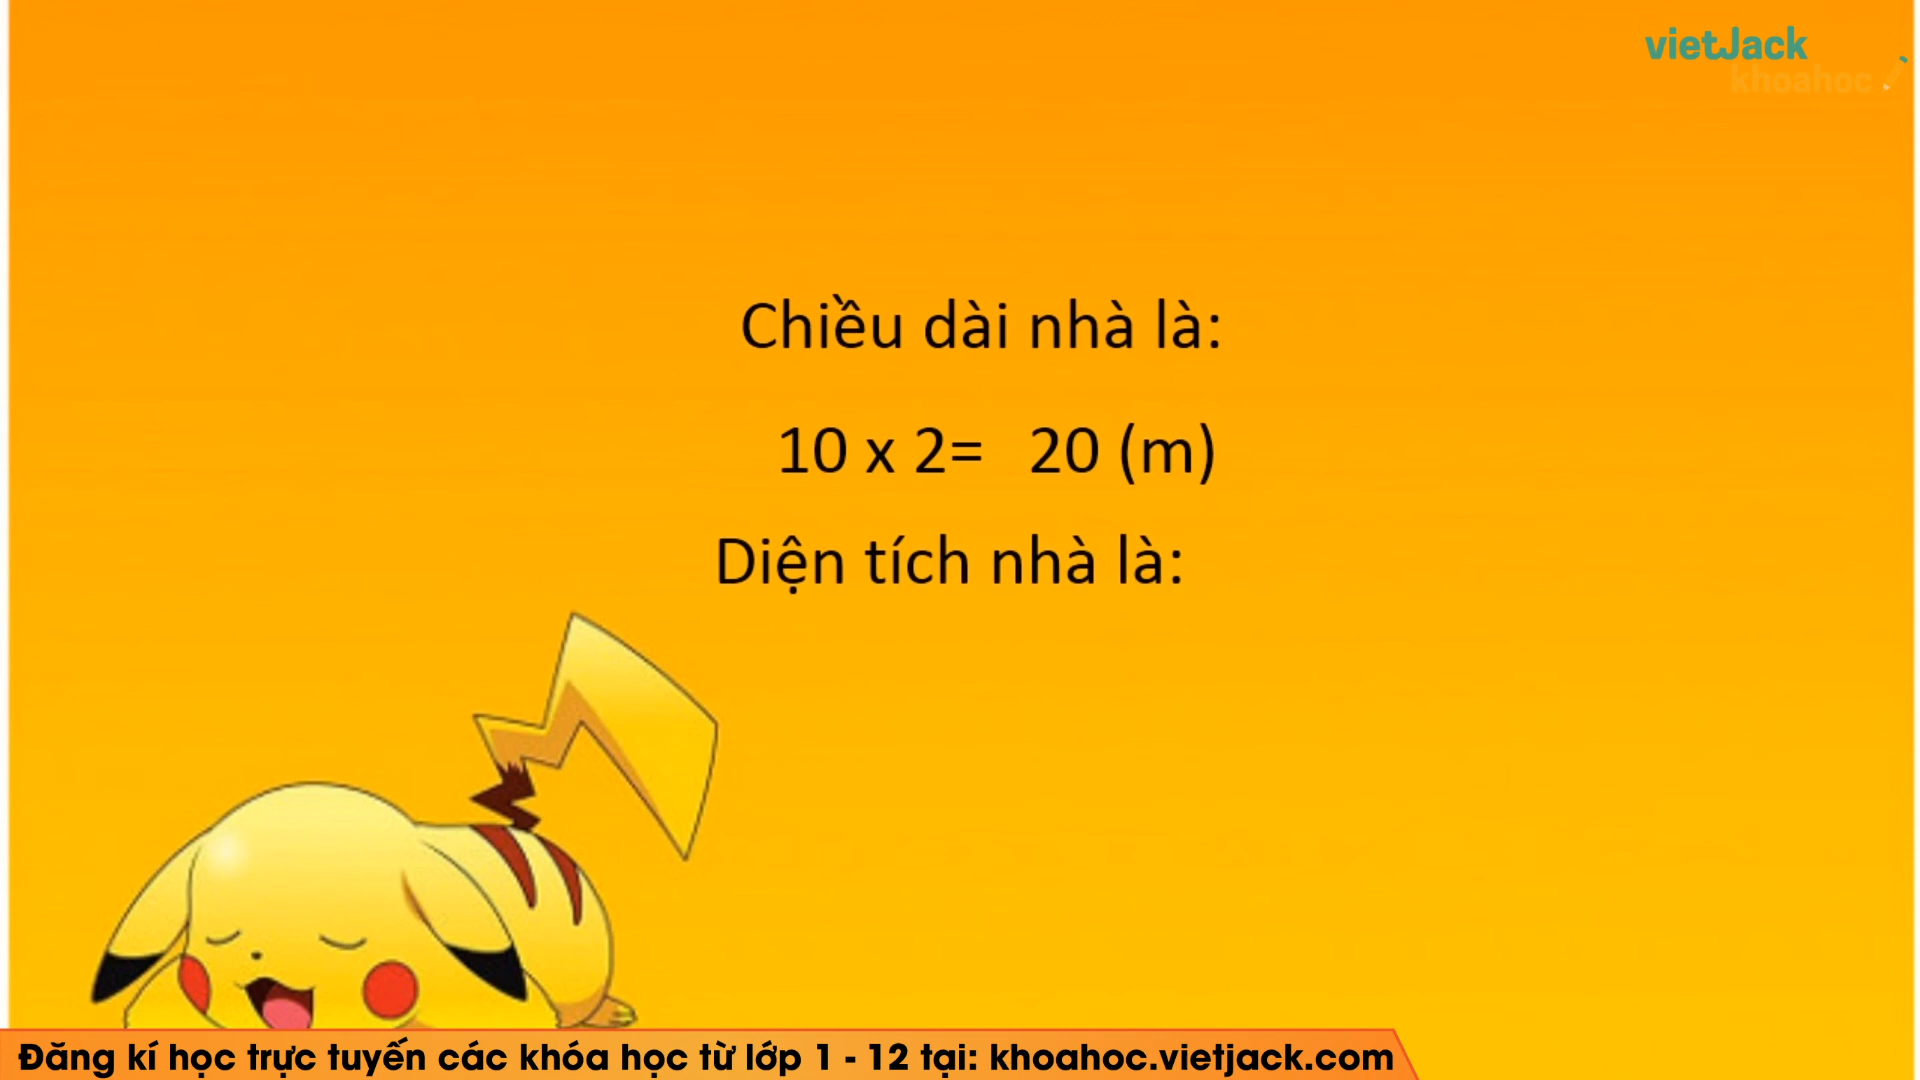 vietJack
khoahoc
Chiều dài nhà là:
10 x 2= 20 (m)
Diện tích nhà là:
Đăng kí học trực tuyến các khóa học từ lớp 1 - 12 tại: khoahoc.vietjack.com